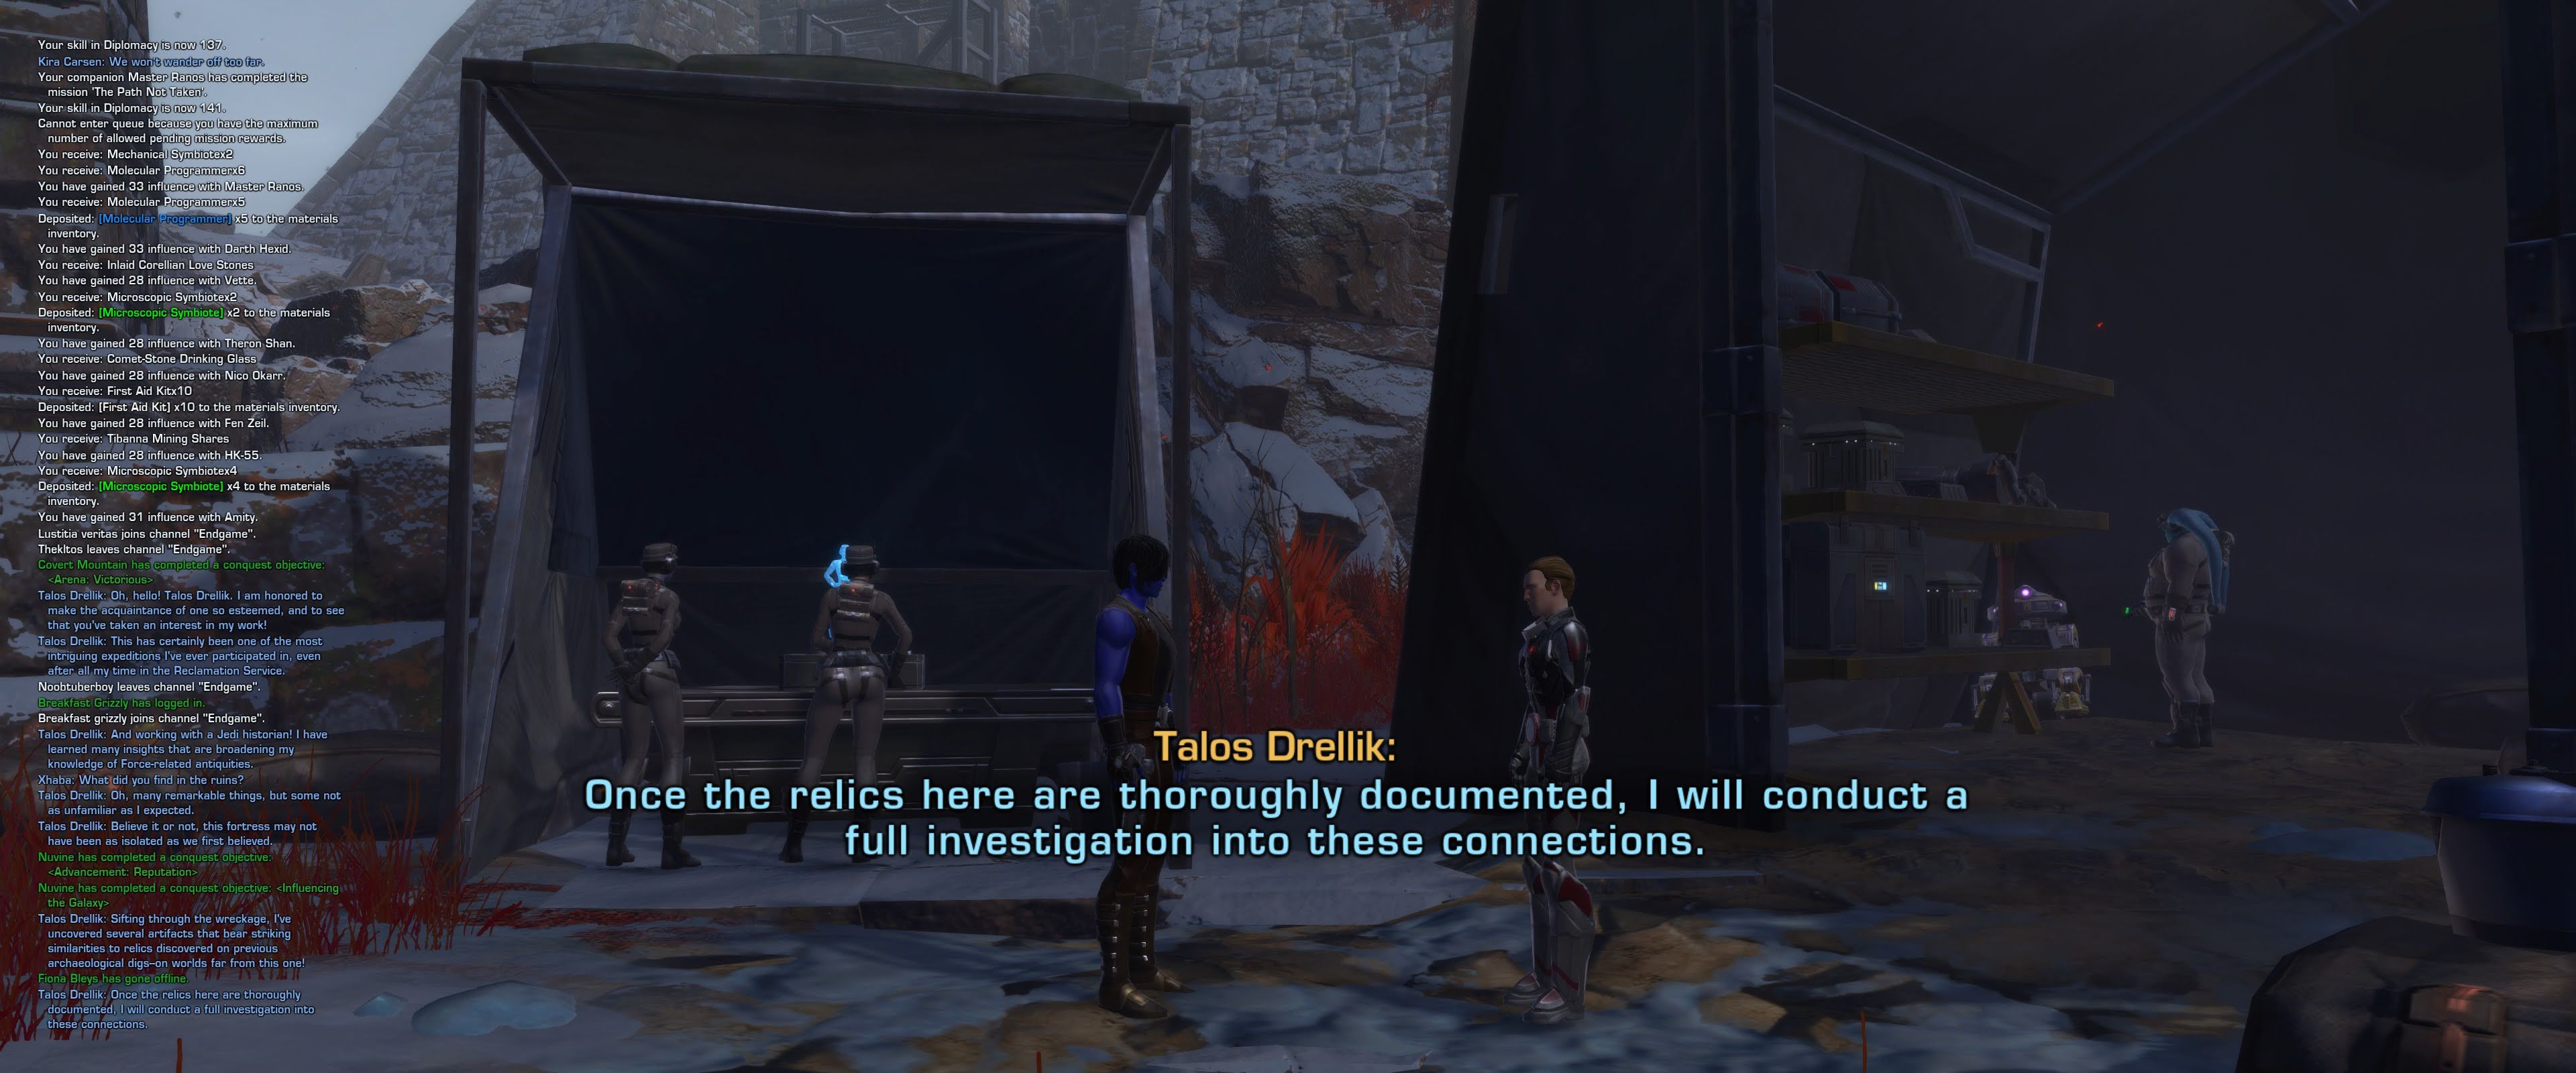 Your skill in Diplomacy is now 137.
Kira Carsen: We won't wander off too far.
Your companion Master Ranos has completed the
mission 'The Path Not Taken'.
Your skill in Diplomacy is now 141.
Cannot enter queue because you have the maximum
number of allowed pending mission rewards.
You receive: Mechanical Symbiotex2
You receive: Molecular Programmerx6
You have gained 33 influence with Master Ranos.
You receive: Molecular Programmerx5
Deposited: [Molecular Programmer] x5 to the materials
inventory.
You have gained 33 influence with Darth Hexid.
You receive: Inlaid Corellian Love Stones
You have gained 28 influence with Vette.
You receive: Microscopic Symbiotex2
Deposited: [Microscopic Symbiote] x2 to the materials
inventory.
You have gained 28 influence with Theron Shan.
You receive: Comet-Stone Drinking Glass
You have gained 28 influence with Nico Okarr.
You receive: First Aid Kitx10
Deposited: [First Aid Kit] x10 to the materials inventory.
You have gained 28 influence with Fen Zeil.
You receive: Tibanna Mining Shares
You have gained 28 influence with HK-55.
You receive: Microscopic Symbiotex4
Deposited: [Microscopic Symbiote] x4 to the materials
inventory.
You have gained 31 influence with Amity.
Lustitia veritas joins channel "Endgame".
Thekltos leaves channel "Endgame".
Covert Mountain has completed a conquest objective:
<Arena: Victorious>
Talos Drellik: Oh, hello! Talos Drellik. I am honored to
make the acquaintance of one so esteemed, and to see
that you've taken an interest in my work!
Talos Drellik: This has certainly been one of the most
intriguing expeditions I've ever participated in, even
after all my time in the Reclamation Service.
Noobtuberboy leaves channel "Endgame".
Breakfast Grizzly has logged in.
Breakfast grizzly joins channel "Endgame".
Talos Drellik: And working with a Jedi historian! I have
learned many insights that are broadening my
knowledge of Force-related antiquities.
Xhaba: What did you find in the ruins?
Talos Drellik: Oh, many remarkable things, but some not
as unfamiliar as I expected.
Talos Drellik: Believe it or not, this fortress may not
have been as isolated as we first believed.
Nuvine has completed a conquest objective:
<Advancement: Reputation>
Nuvine has completed a conquest objective: <Influencing
the Galaxy>
Talos Drellik: Sifting through the wreckage, I've
uncovered several artifacts that bear striking
similarities to relics discovered on previous
archaeological digs–on worlds far from this one!
Fiona Bleys has gone offline.
Talos Drellik: Once the relics here are thoroughly
documented, I will conduct a full investigation into
these connections.
Talos Drellik:
Once the relics here are thoroughly documented, I will conduct a
full investigation into these connections.